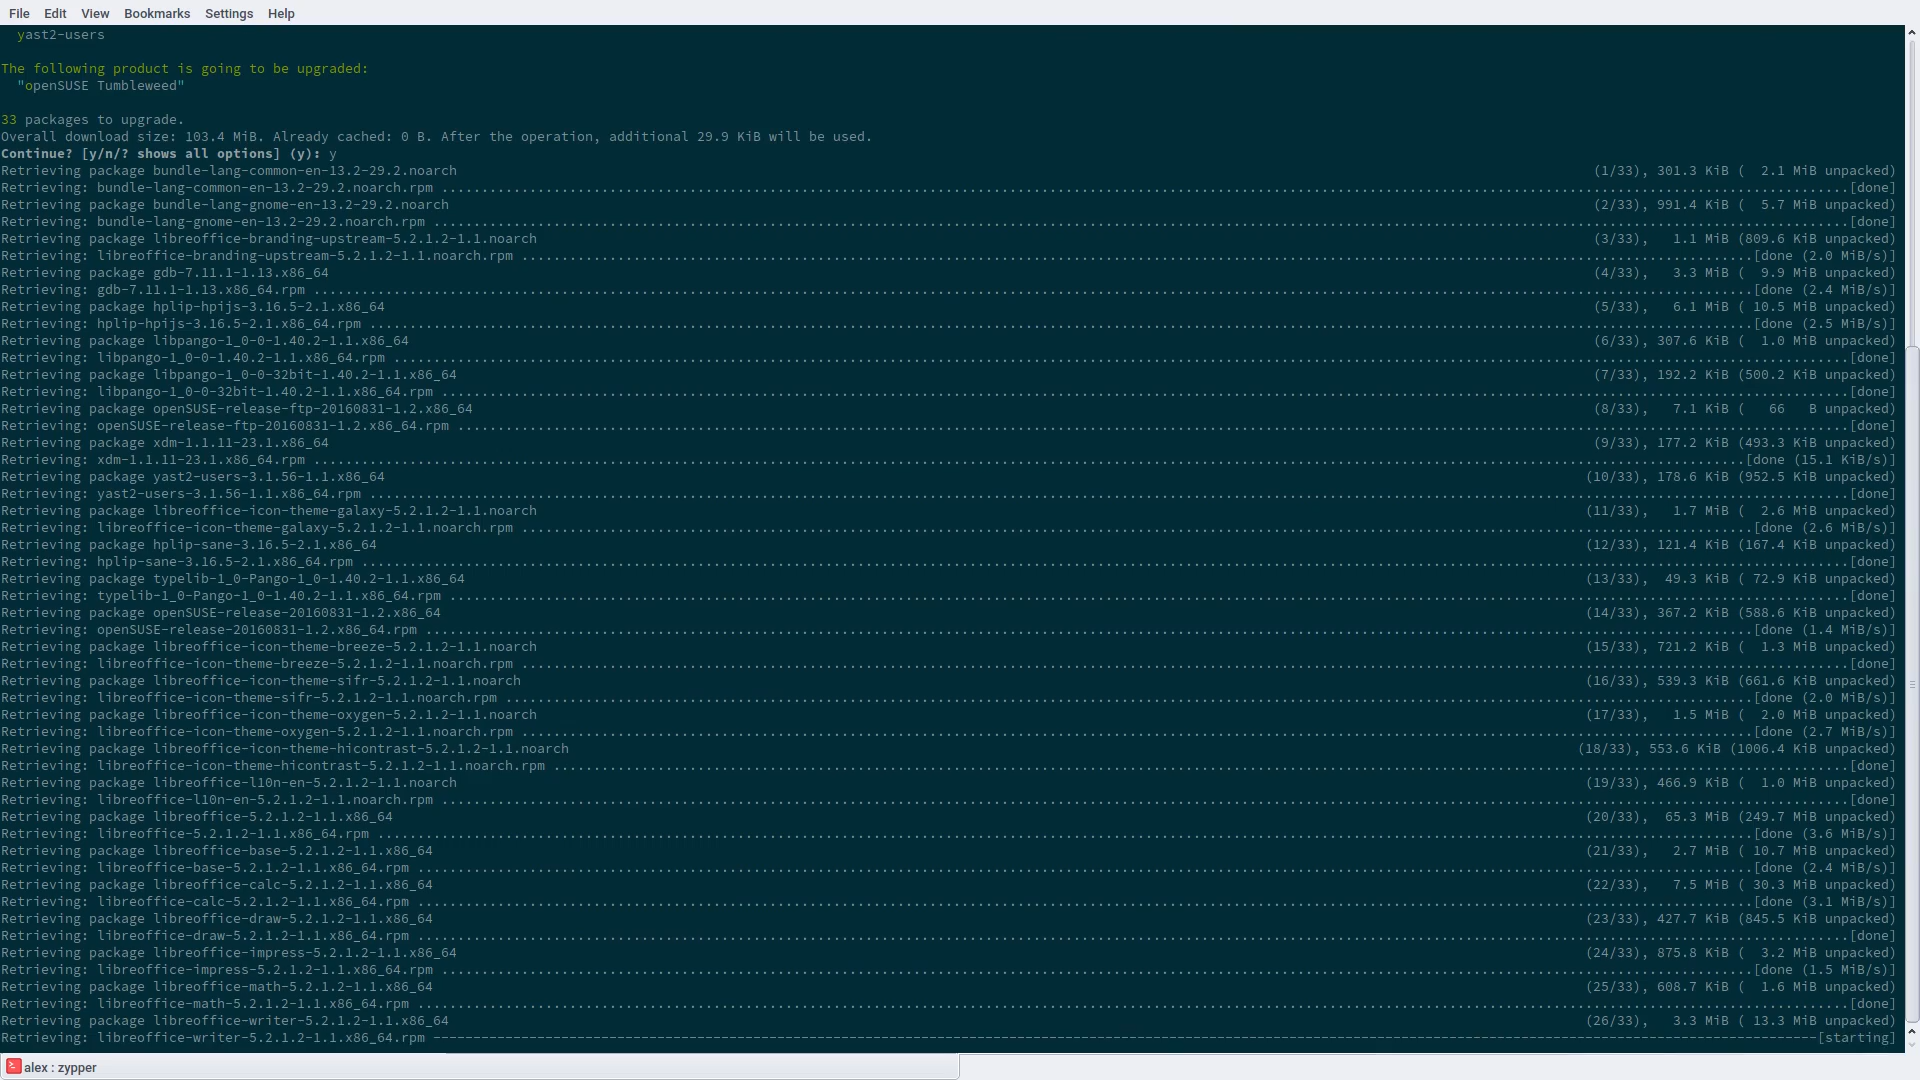 File Edit View Bookmarks Settings Help
yast2-users
The following product is going to be upgraded:
"openSUSE Tumbleweed"
33 packages to upgrade.
Overall download size: 103.4 MiB. Already cached: 0 B. After the operation, additional 29.9 KiB will be used.
Continue? [y/n/? shows all options] (y): y
Retrieving package bundle-lang-common-en-13.2-29.2.noarch (1/33), 301.3 KiB (  2.1 MiB unpacked)
Retrieving: bundle-lang-common-en-13.2-29.2.noarch.rpm ....................[done]
Retrieving package bundle-lang-gnome-en-13.2-29.2.noarch (2/33), 991.4 KiB (  5.7 MiB unpacked)
Retrieving: bundle-lang-gnome-en-13.2-29.2.noarch.rpm ....................[done]
Retrieving package libreoffice-branding-upstream-5.2.1.2-1.1.noarch (3/33),   1.1 MiB (809.6 KiB unpacked)
Retrieving: libreoffice-branding-upstream-5.2.1.2-1.1.noarch.rpm ....................[done (2.0 MiB/s)]
Retrieving package gdb-7.11.1-1.13.x86_64 (4/33),   3.3 MiB (  9.9 MiB unpacked)
Retrieving: gdb-7.11.1-1.13.x86_64.rpm ....................[done (2.4 MiB/s)]
Retrieving package hplip-hpijs-3.16.5-2.1.x86_64 (5/33),   6.1 MiB ( 10.5 MiB unpacked)
Retrieving: hplip-hpijs-3.16.5-2.1.x86_64.rpm ....................[done (2.5 MiB/s)]
Retrieving package libpango-1_0-0-1.40.2-1.1.x86_64 (6/33), 307.6 KiB (  1.0 MiB unpacked)
Retrieving: libpango-1_0-0-1.40.2-1.1.x86_64.rpm ....................[done]
Retrieving package libpango-1_0-0-32bit-1.40.2-1.1.x86_64 (7/33), 192.2 KiB (500.2 KiB unpacked)
Retrieving: libpango-1_0-0-32bit-1.40.2-1.1.x86_64.rpm ....................[done]
Retrieving package openSUSE-release-ftp-20160831-1.2.x86_64 (8/33),   7.1 KiB (   66   B unpacked)
Retrieving: openSUSE-release-ftp-20160831-1.2.x86_64.rpm ....................[done]
Retrieving package xdm-1.1.11-23.1.x86_64 (9/33), 177.2 KiB (493.3 KiB unpacked)
Retrieving: xdm-1.1.11-23.1.x86_64.rpm ....................[done (15.1 KiB/s)]
Retrieving package yast2-users-3.1.56-1.1.x86_64 (10/33), 178.6 KiB (952.5 KiB unpacked)
Retrieving: yast2-users-3.1.56-1.1.x86_64.rpm ....................[done]
Retrieving package libreoffice-icon-theme-galaxy-5.2.1.2-1.1.noarch (11/33),   1.7 MiB (  2.6 MiB unpacked)
Retrieving: libreoffice-icon-theme-galaxy-5.2.1.2-1.1.noarch.rpm ....................[done (2.6 MiB/s)]
Retrieving package hplip-sane-3.16.5-2.1.x86_64 (12/33), 121.4 KiB (167.4 KiB unpacked)
Retrieving: hplip-sane-3.16.5-2.1.x86_64.rpm ....................[done]
Retrieving package typelib-1_0-Pango-1_0-1.40.2-1.1.x86_64 (13/33),  49.3 KiB ( 72.9 KiB unpacked)
Retrieving: typelib-1_0-Pango-1_0-1.40.2-1.1.x86_64.rpm ....................[done]
Retrieving package openSUSE-release-20160831-1.2.x86_64 (14/33), 367.2 KiB (588.6 KiB unpacked)
Retrieving: openSUSE-release-20160831-1.2.x86_64.rpm ....................[done (1.4 MiB/s)]
Retrieving package libreoffice-icon-theme-breeze-5.2.1.2-1.1.noarch (15/33), 721.2 KiB (  1.3 MiB unpacked)
Retrieving: libreoffice-icon-theme-breeze-5.2.1.2-1.1.noarch.rpm ....................[done]
Retrieving package libreoffice-icon-theme-sifr-5.2.1.2-1.1.noarch (16/33), 539.3 KiB (661.6 KiB unpacked)
Retrieving: libreoffice-icon-theme-sifr-5.2.1.2-1.1.noarch.rpm ....................[done (2.0 MiB/s)]
Retrieving package libreoffice-icon-theme-oxygen-5.2.1.2-1.1.noarch (17/33),   1.5 MiB (  2.0 MiB unpacked)
Retrieving: libreoffice-icon-theme-oxygen-5.2.1.2-1.1.noarch.rpm ....................[done (2.7 MiB/s)]
Retrieving package libreoffice-icon-theme-hicontrast-5.2.1.2-1.1.noarch (18/33), 553.6 KiB (1006.4 KiB unpacked)
Retrieving: libreoffice-icon-theme-hicontrast-5.2.1.2-1.1.noarch.rpm ....................[done]
Retrieving package libreoffice-l10n-en-5.2.1.2-1.1.noarch (19/33), 466.9 KiB (  1.0 MiB unpacked)
Retrieving: libreoffice-l10n-en-5.2.1.2-1.1.noarch.rpm ....................[done]
Retrieving package libreoffice-5.2.1.2-1.1.x86_64 (20/33),  65.3 MiB (249.7 MiB unpacked)
Retrieving: libreoffice-5.2.1.2-1.1.x86_64.rpm ....................[done (3.6 MiB/s)]
Retrieving package libreoffice-base-5.2.1.2-1.1.x86_64 (21/33),   2.7 MiB ( 10.7 MiB unpacked)
Retrieving: libreoffice-base-5.2.1.2-1.1.x86_64.rpm ....................[done (2.4 MiB/s)]
Retrieving package libreoffice-calc-5.2.1.2-1.1.x86_64 (22/33),   7.5 MiB ( 30.3 MiB unpacked)
Retrieving: libreoffice-calc-5.2.1.2-1.1.x86_64.rpm ....................[done (3.1 MiB/s)]
Retrieving package libreoffice-draw-5.2.1.2-1.1.x86_64 (23/33), 427.7 KiB (845.5 KiB unpacked)
Retrieving: libreoffice-draw-5.2.1.2-1.1.x86_64.rpm ....................[done]
Retrieving package libreoffice-impress-5.2.1.2-1.1.x86_64 (24/33), 875.8 KiB (  3.2 MiB unpacked)
Retrieving: libreoffice-impress-5.2.1.2-1.1.x86_64.rpm ....................[done (1.5 MiB/s)]
Retrieving package libreoffice-math-5.2.1.2-1.1.x86_64 (25/33), 608.7 KiB (  1.6 MiB unpacked)
Retrieving: libreoffice-math-5.2.1.2-1.1.x86_64.rpm ....................[done]
Retrieving package libreoffice-writer-5.2.1.2-1.1.x86_64 (26/33),   3.3 MiB ( 13.3 MiB unpacked)
Retrieving: libreoffice-writer-5.2.1.2-1.1.x86_64.rpm --------------------[starting]
alex : zypper